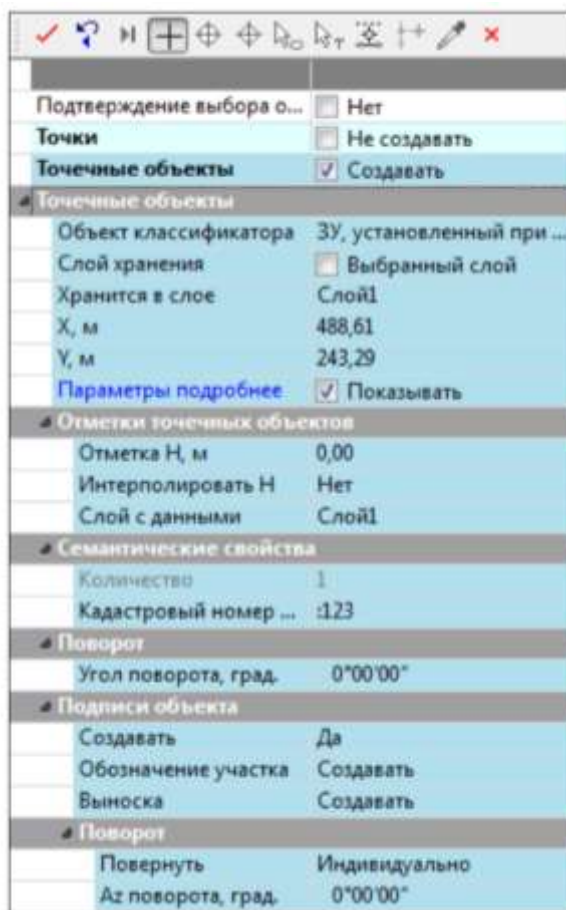 Подтверждение выбора о... Нет
Точки Не создавать
Точечные объекты Создавать
Точечные объекты
Объект классификатора ЗУ, установленный при ...
Слой хранения Выбранный слой
Хранится в слое Слой1
X, м 488,61
Y, м 243,29
Параметры подробнее Показывать
Отметки точечных объектов
Отметка H, м 0,00
Интерполировать H Нет
Слой с данными Слой1
Семантические свойства
Количество 1
Кадастровый номер ... :123
Поворот
Угол поворота, град. 0°00'00"
Подписи объекта
Создавать Да
Обозначение участка Создавать
Выноска Создавать
Поворот
Повернуть Индивидуально
Az поворота, град. 0°00'00"